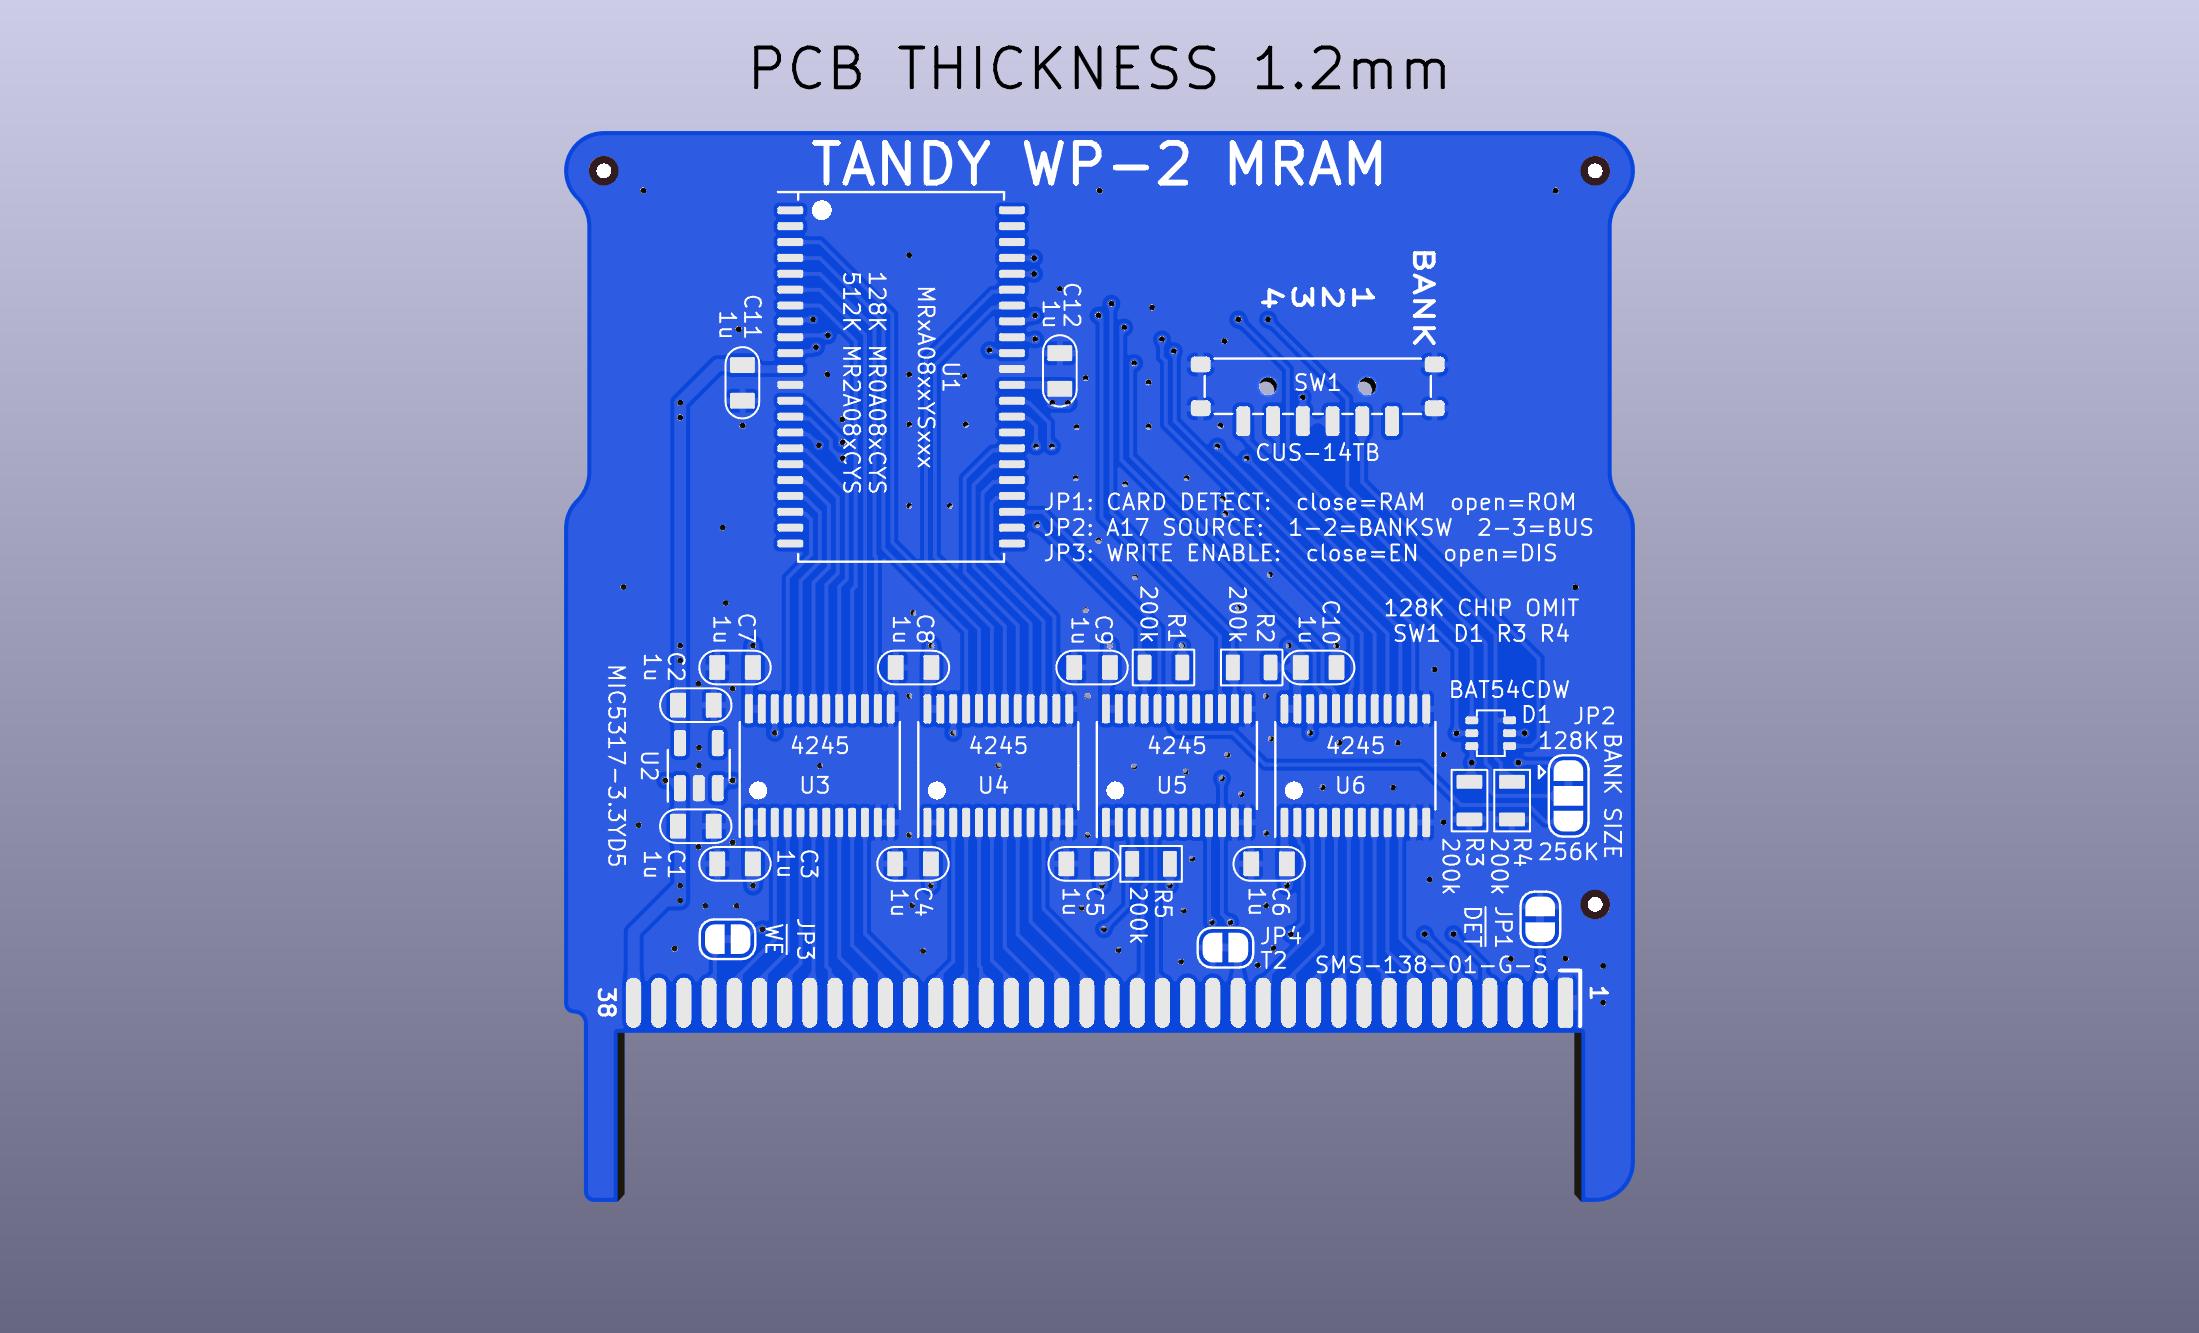 PCB THICKNESS 1.2mm
TANDY WP-2 MRAM
BANK
1
2
3
4
C11
1u
128K MR0A08xCYS
512K MR2A08xCYS
U1
MRxA08xxYSxxx
C12
1u
SW1
CUS-14TB
JP1: CARD DETECT: close=RAM open=ROM
JP2: A17 SOURCE: 1-2=BANKSW 2-3=BUS
JP3: WRITE ENABLE: close=EN open=DIS
128K CHIP OMIT
SW1 D1 R3 R4
C7
1u
C8
1u
C9
1u
R1
200k
R2
200k
C10
1u
C2
1u
MIC5317-3.3YD5
U2
4245
U3
4245
U4
4245
U5
4245
U6
BAT54CDW
D1
JP2
128K
BANK SIZE
256K
C1
1u
C3
1u
C4
1u
C5
1u
R5
200k
C6
1u
R3
200k
R4
200k
JP3
WE
JP4
T2
JP1
DET
SMS-138-01-G-S
38
1